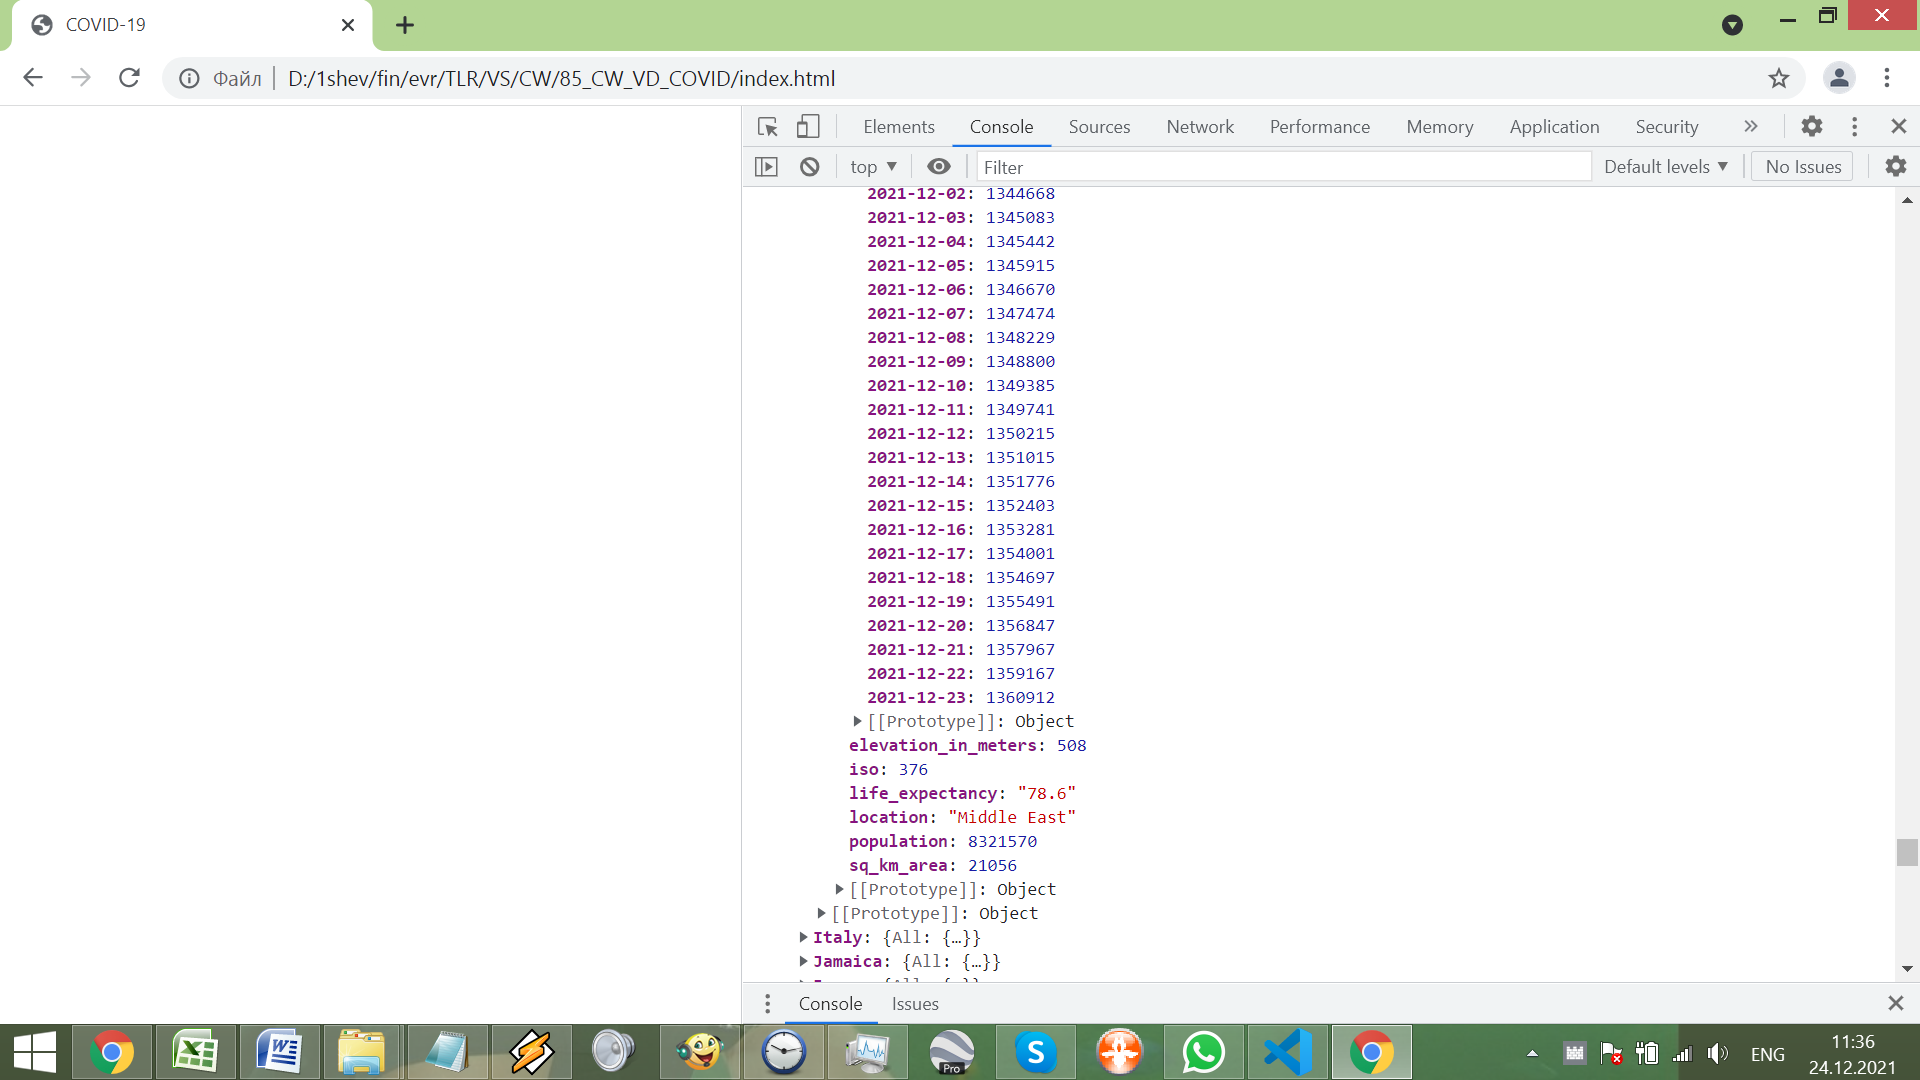 COVID-19
Файл
D:/1shev/fin/evr/TLR/VS/CW/85_CW_VD_COVID/index.html
Elements Console Sources Network Performance Memory Application Security
top Filter Default levels No Issues
2021-12-02: 1344668
2021-12-03: 1345083
2021-12-04: 1345442
2021-12-05: 1345915
2021-12-06: 1346670
2021-12-07: 1347474
2021-12-08: 1348229
2021-12-09: 1348800
2021-12-10: 1349385
2021-12-11: 1349741
2021-12-12: 1350215
2021-12-13: 1351015
2021-12-14: 1351776
2021-12-15: 1352403
2021-12-16: 1353281
2021-12-17: 1354001
2021-12-18: 1354697
2021-12-19: 1355491
2021-12-20: 1356847
2021-12-21: 1357967
2021-12-22: 1359167
2021-12-23: 1360912
[[Prototype]]: Object
elevation_in_meters: 508
iso: 376
life_expectancy: "78.6"
location: "Middle East"
population: 8321570
sq_km_area: 21056
[[Prototype]]: Object
[[Prototype]]: Object
Italy: {All: {…}}
Jamaica: {All: {…}}
Console Issues
Pro
ENG
11:36
24.12.2021